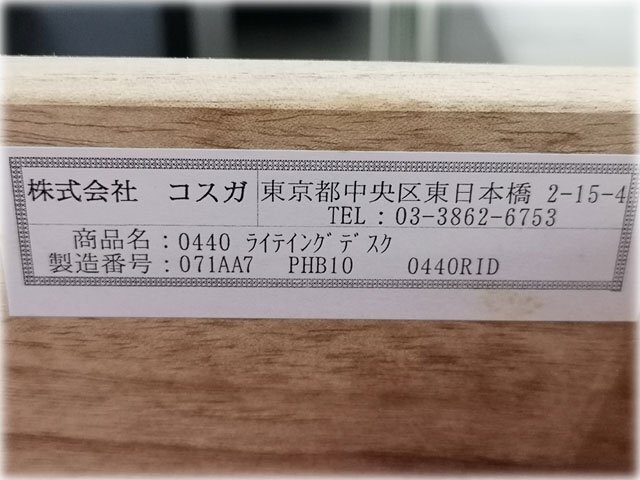 株式会社 コスガ 東京都中央区東日本橋 2-15-4
TEL：03-3862-6753
商品名：0440 ﾗｲﾃｲﾝｸﾞﾃﾞｽｸ
製造番号：071AA7 PHB10 0440RID